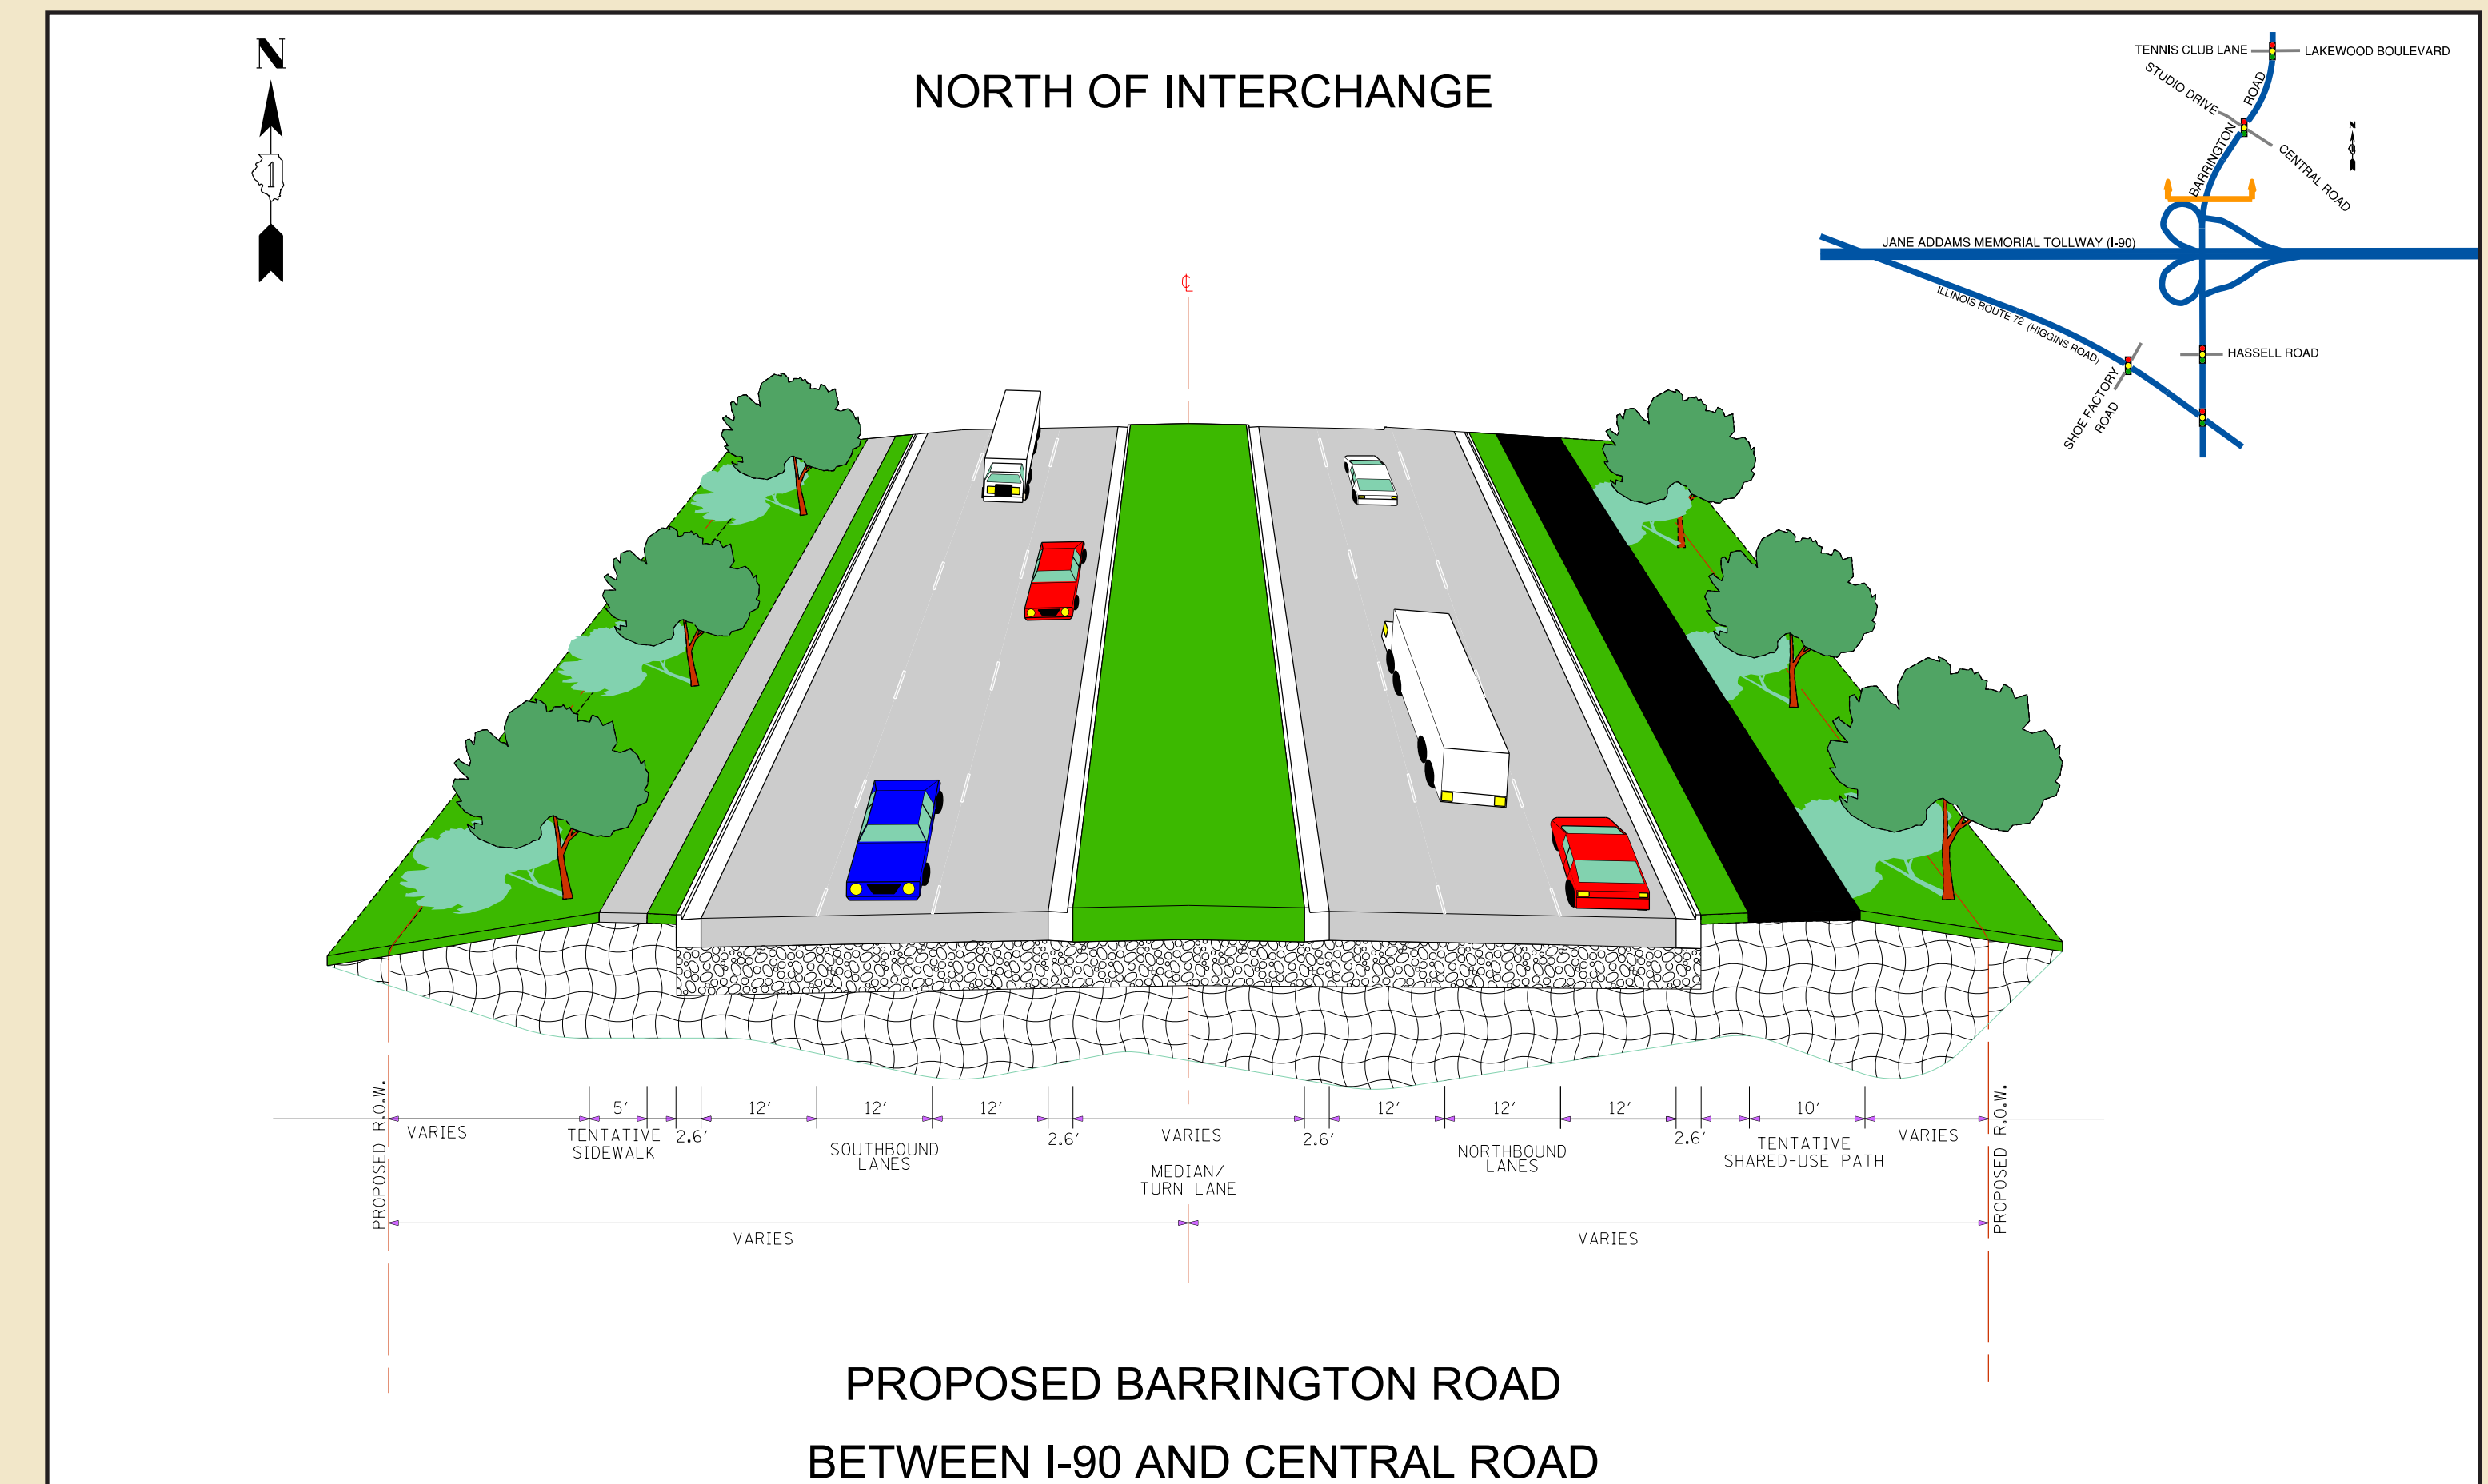 N
1
NORTH OF INTERCHANGE
TENNIS CLUB LANE
LAKEWOOD BOULEVARD
STUDIO DRIVE
BARRINGTON ROAD
CENTRAL ROAD
N
JANE ADDAMS MEMORIAL TOLLWAY (I-90)
ILLINOIS ROUTE 72 (HIGGINS ROAD)
HASSELL ROAD
SHOE FACTORY
ROAD
℄
PROPOSED R.O.W.
VARIES
5'
TENTATIVE
SIDEWALK
2.6'
12'
12'
12'
SOUTHBOUND
LANES
2.6'
VARIES
MEDIAN/
TURN LANE
2.6'
12'
12'
12'
NORTHBOUND
LANES
2.6'
10'
TENTATIVE
SHARED-USE PATH
VARIES
PROPOSED R.O.W.
VARIES
VARIES
PROPOSED BARRINGTON ROAD
BETWEEN I-90 AND CENTRAL ROAD